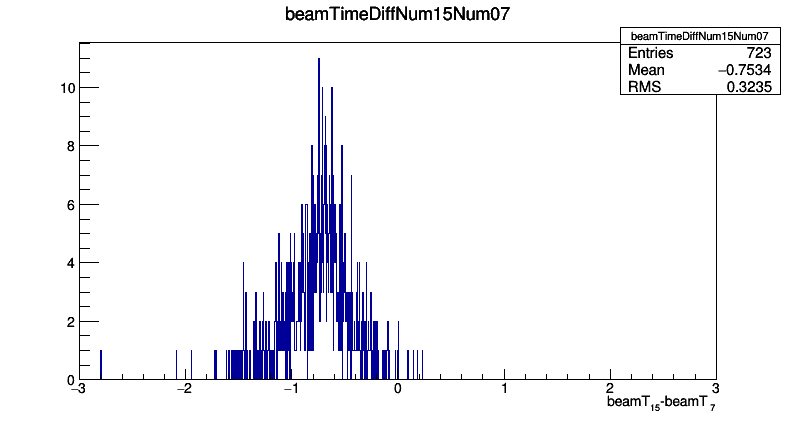 beamTimeDiffNum15Num07
beamTimeDiffNum15Num07
Entries 723
Mean −0.7534
RMS 0.3235
10
8
6
4
2
0
−3 −2 −1 0 1 2 3
beamT15-beamT7